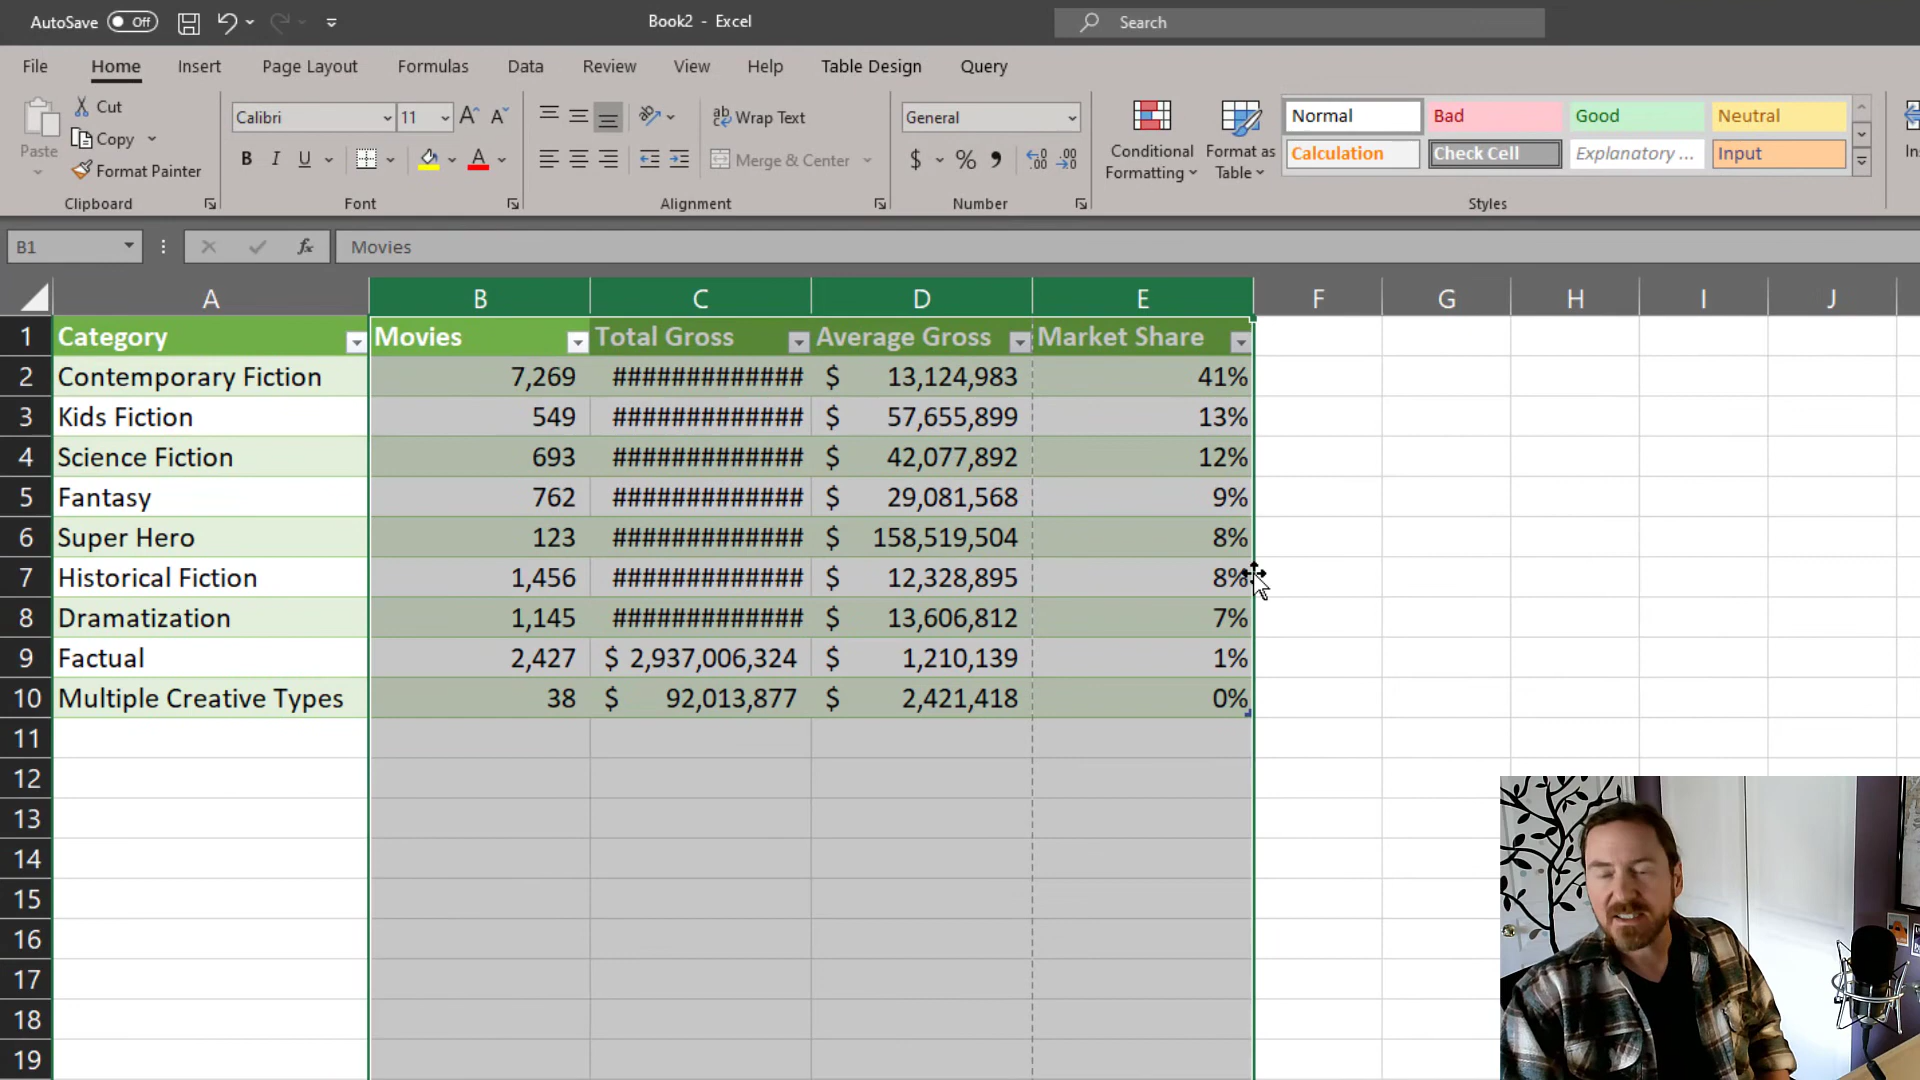 AutoSave Off Book2 - Excel Search
File Home Insert Page Layout Formulas Data Review View Help Table Design Query
Cut
Copy
Format Painter
Paste
Clipboard
Calibri 11
B I U A
Font
Wrap Text
Merge & Center
Alignment
General
$ % 9
Number
Conditional Formatting
Format as Table
Normal Bad Good Neutral
Calculation Check Cell Explanatory ... Input
Styles
B1 fx Movies
A B C D E F G H I J
1 Category Movies Total Gross Average Gross Market Share
2 Contemporary Fiction 7,269 ############# $ 13,124,983 41%
3 Kids Fiction 549 ############# $ 57,655,899 13%
4 Science Fiction 693 ############# $ 42,077,892 12%
5 Fantasy 762 ############# $ 29,081,568 9%
6 Super Hero 123 ############# $ 158,519,504 8%
7 Historical Fiction 1,456 ############# $ 12,328,895 8%
8 Dramatization 1,145 ############# $ 13,606,812 7%
9 Factual 2,427 $ 2,937,006,324 $ 1,210,139 1%
10 Multiple Creative Types 38 $ 92,013,877 $ 2,421,418 0%
11
12
13
14
15
16
17
18
19